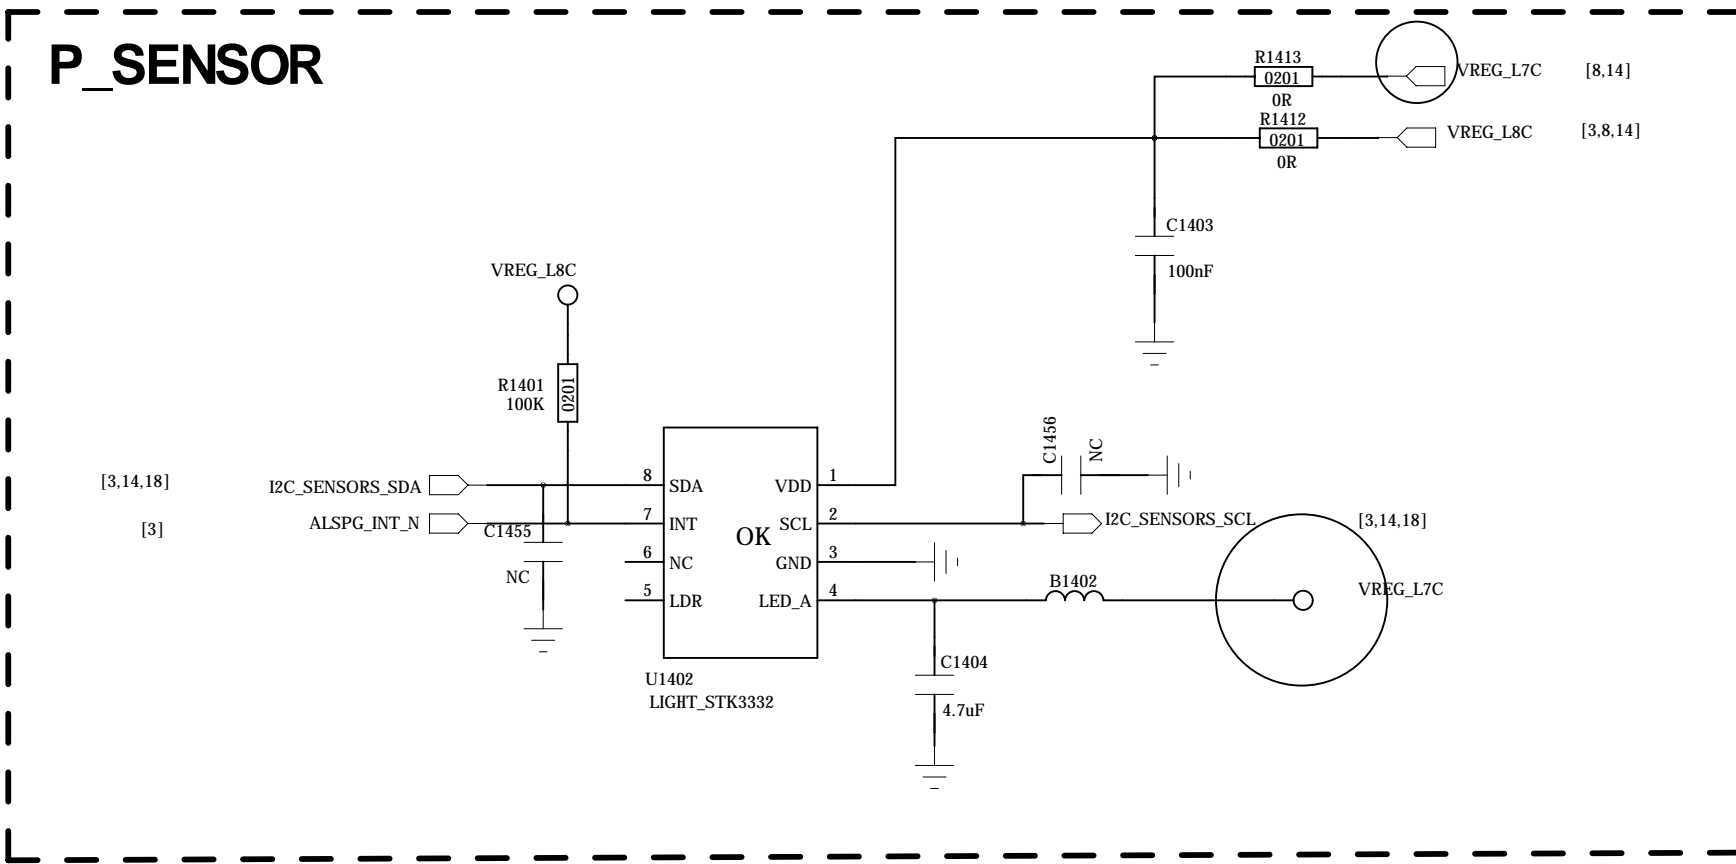 P_SENSOR
R1413
0201
0R
VREG_L7C
[8,14]
R1412
0201
0R
VREG_L8C
[3,8,14]
C1403
100nF
VREG_L8C
R1401
100K
0201
C1456
NC
[3,14,18]
I2C_SENSORS_SDA
8
SDA
VDD
1
[3]
ALSPG_INT_N
7
INT
SCL
2
I2C_SENSORS_SCL
[3,14,18]
C1455
NC
OK
6
NC
GND
3
5
LDR
LED_A
4
B1402
VREG_L7C
U1402
LIGHT_STK3332
C1404
4.7uF